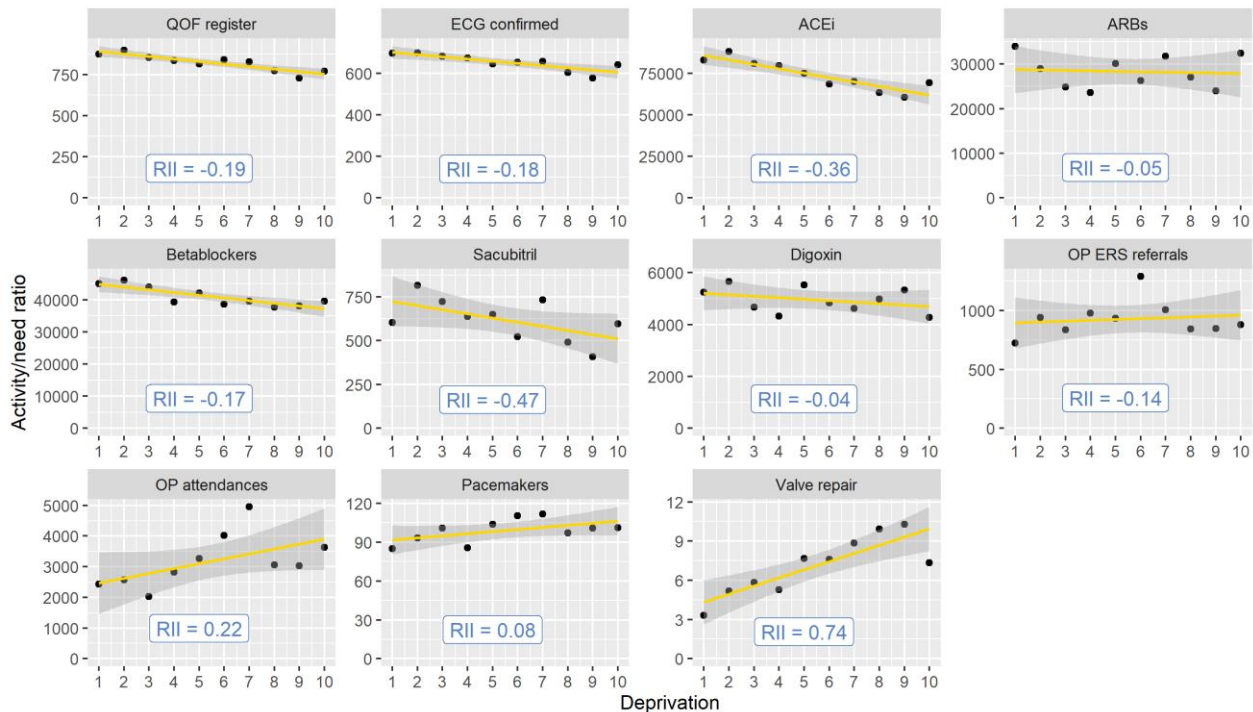 QOF register
ECG confirmed
ACEi
ARBs
750
500
250
0
RII = -0.19
1 2 3 4 5 6 7 8 9 10
600
400
200
0
RII = -0.18
1 2 3 4 5 6 7 8 9 10
75000
50000
25000
0
RII = -0.36
1 2 3 4 5 6 7 8 9 10
30000
20000
10000
0
RII = -0.05
1 2 3 4 5 6 7 8 9 10
Activity/need ratio
Betablockers
Sacubitril
Digoxin
OP ERS referrals
40000
30000
20000
10000
0
RII = -0.17
1 2 3 4 5 6 7 8 9 10
750
500
250
0
RII = -0.47
1 2 3 4 5 6 7 8 9 10
6000
4000
2000
0
RII = -0.04
1 2 3 4 5 6 7 8 9 10
1000
500
0
RII = -0.14
1 2 3 4 5 6 7 8 9 10
OP attendances
Pacemakers
Valve repair
5000
4000
3000
2000
1000
0
RII = 0.22
1 2 3 4 5 6 7 8 9 10
120
90
60
30
0
RII = 0.08
1 2 3 4 5 6 7 8 9 10
12
9
6
3
0
RII = 0.74
1 2 3 4 5 6 7 8 9 10
Deprivation